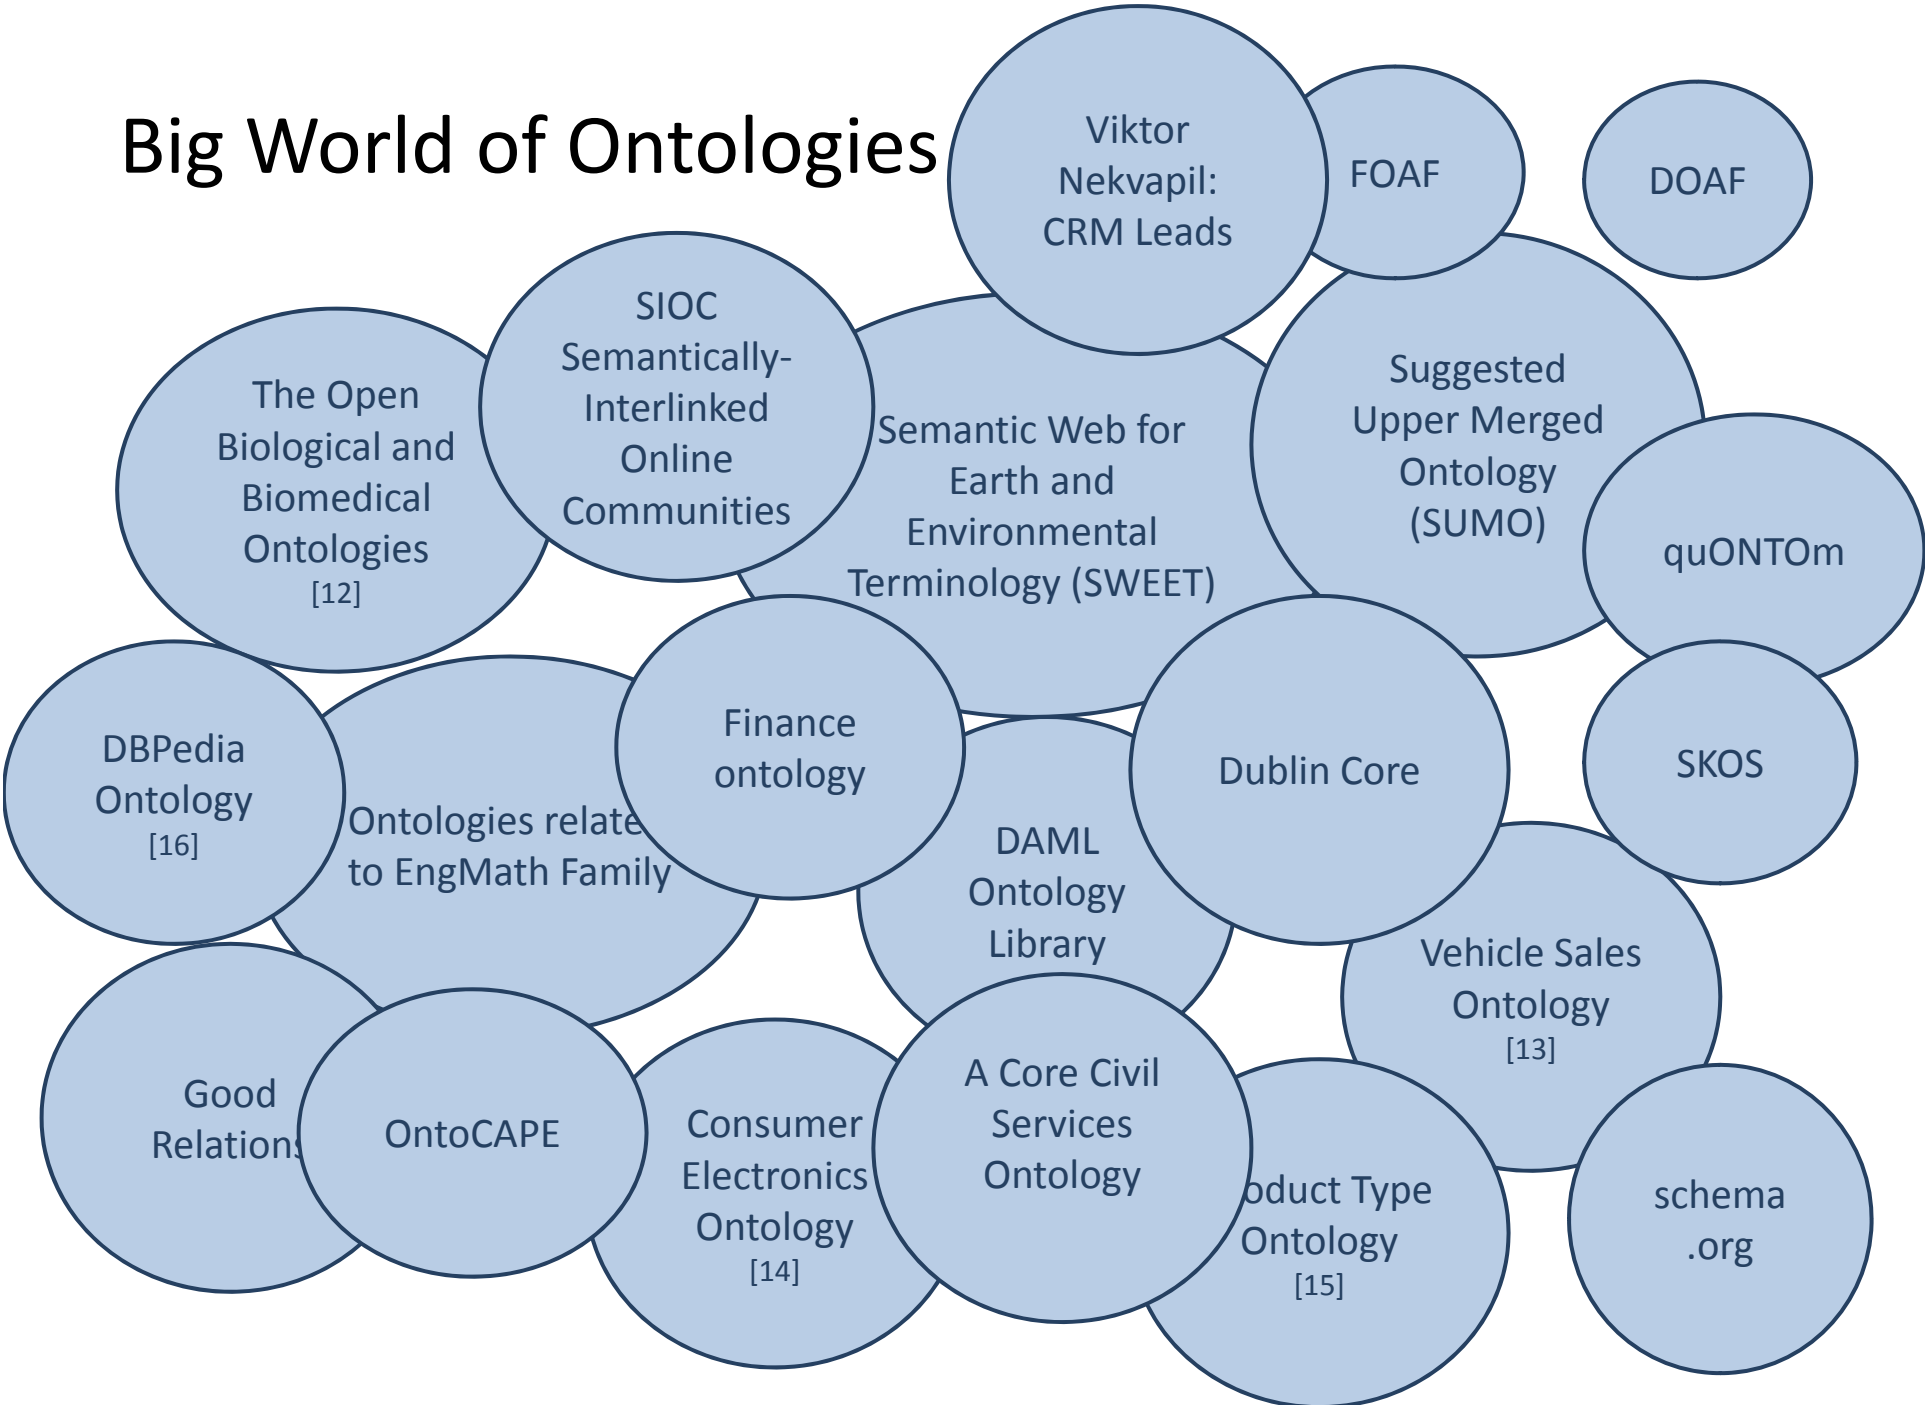 Big World of Ontologies
Viktor
Nekvapil:
CRM Leads
FOAF
DOAF
SIOC
Semantically-
Interlinked
Online
Communities
The Open
Biological and
Biomedical
Ontologies
[12]
Semantic Web for
Earth and
Environmental
Terminology (SWEET)
Suggested
Upper Merged
Ontology
(SUMO)
quONTOm
DBPedia
Ontology
[16]
Ontologies relate
to EngMath Family
Finance
ontology
DAML
Ontology
Library
Dublin Core
SKOS
Vehicle Sales
Ontology
[13]
Good
Relations
OntoCAPE
Consumer
Electronics
Ontology
[14]
A Core Civil
Services
Ontology
oduct Type
Ontology
[15]
schema
.org